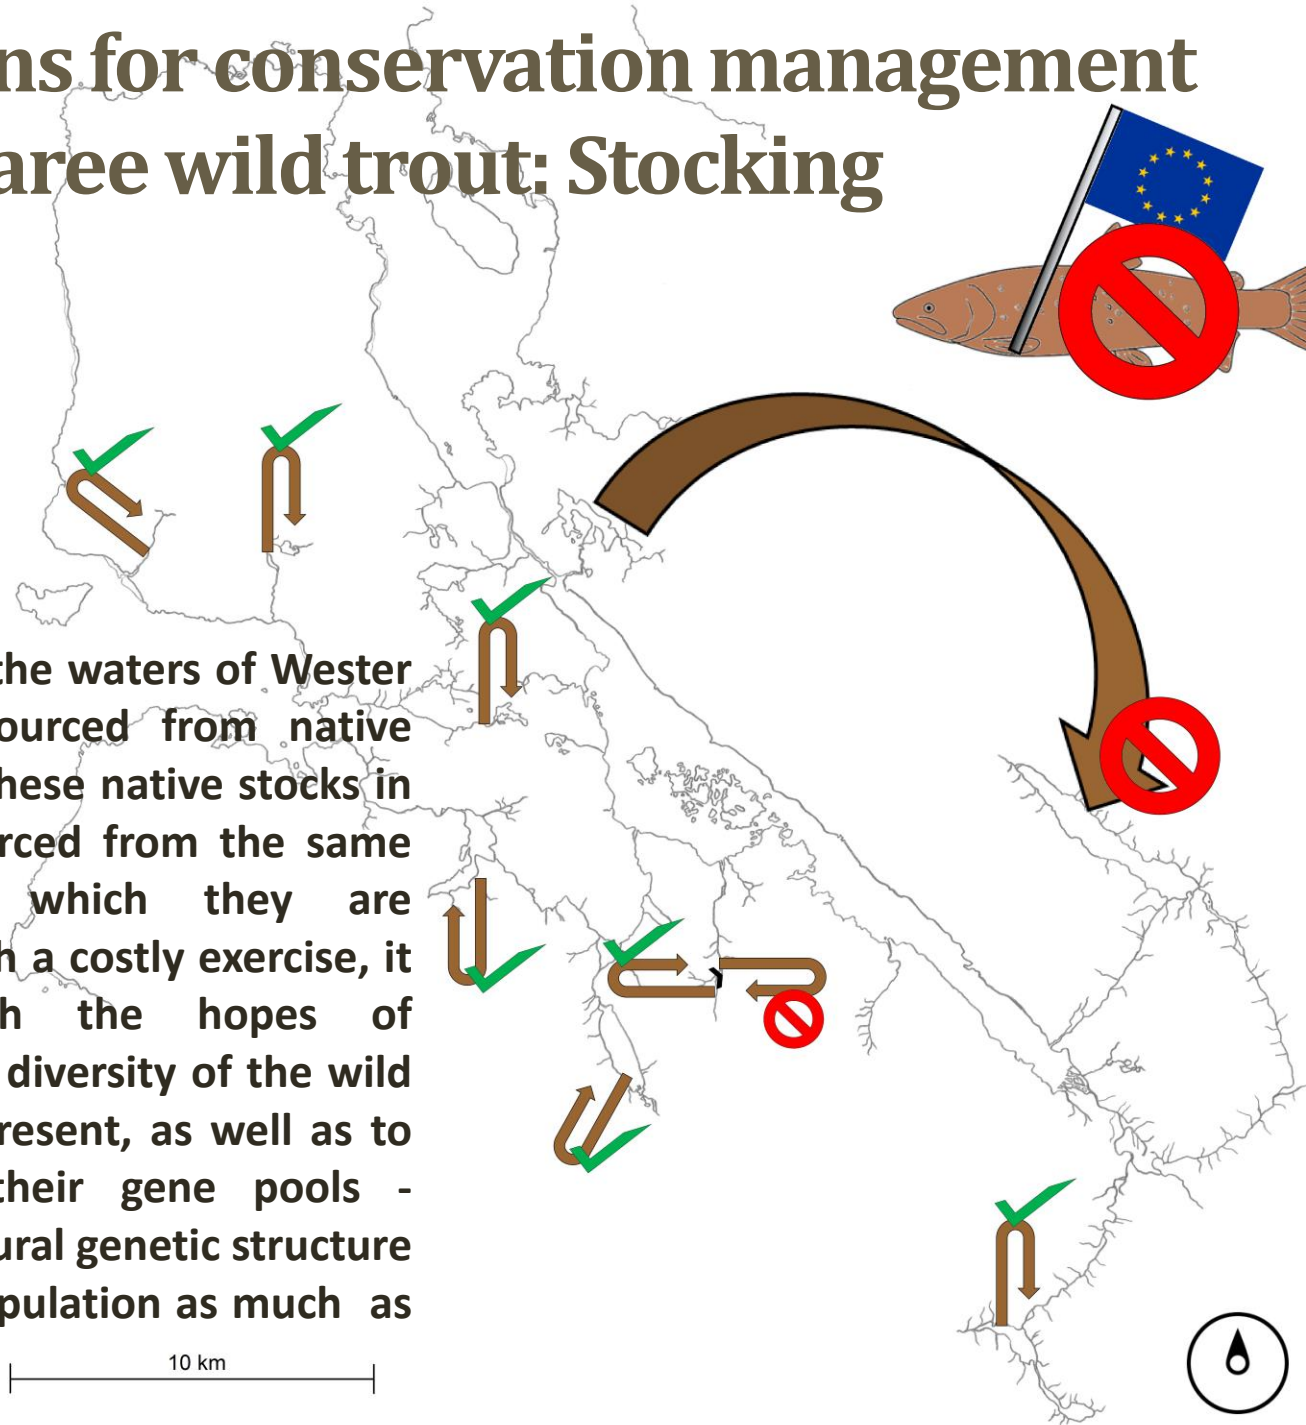 ns for conservation management
aree wild trout: Stocking
the waters of Wester
ourced from native
hese native stocks in
rced from the same
which they are
h a costly exercise, it
h the hopes of
diversity of the wild
resent, as well as to
their gene pools -
ural genetic structure
pulation as much as
10 km